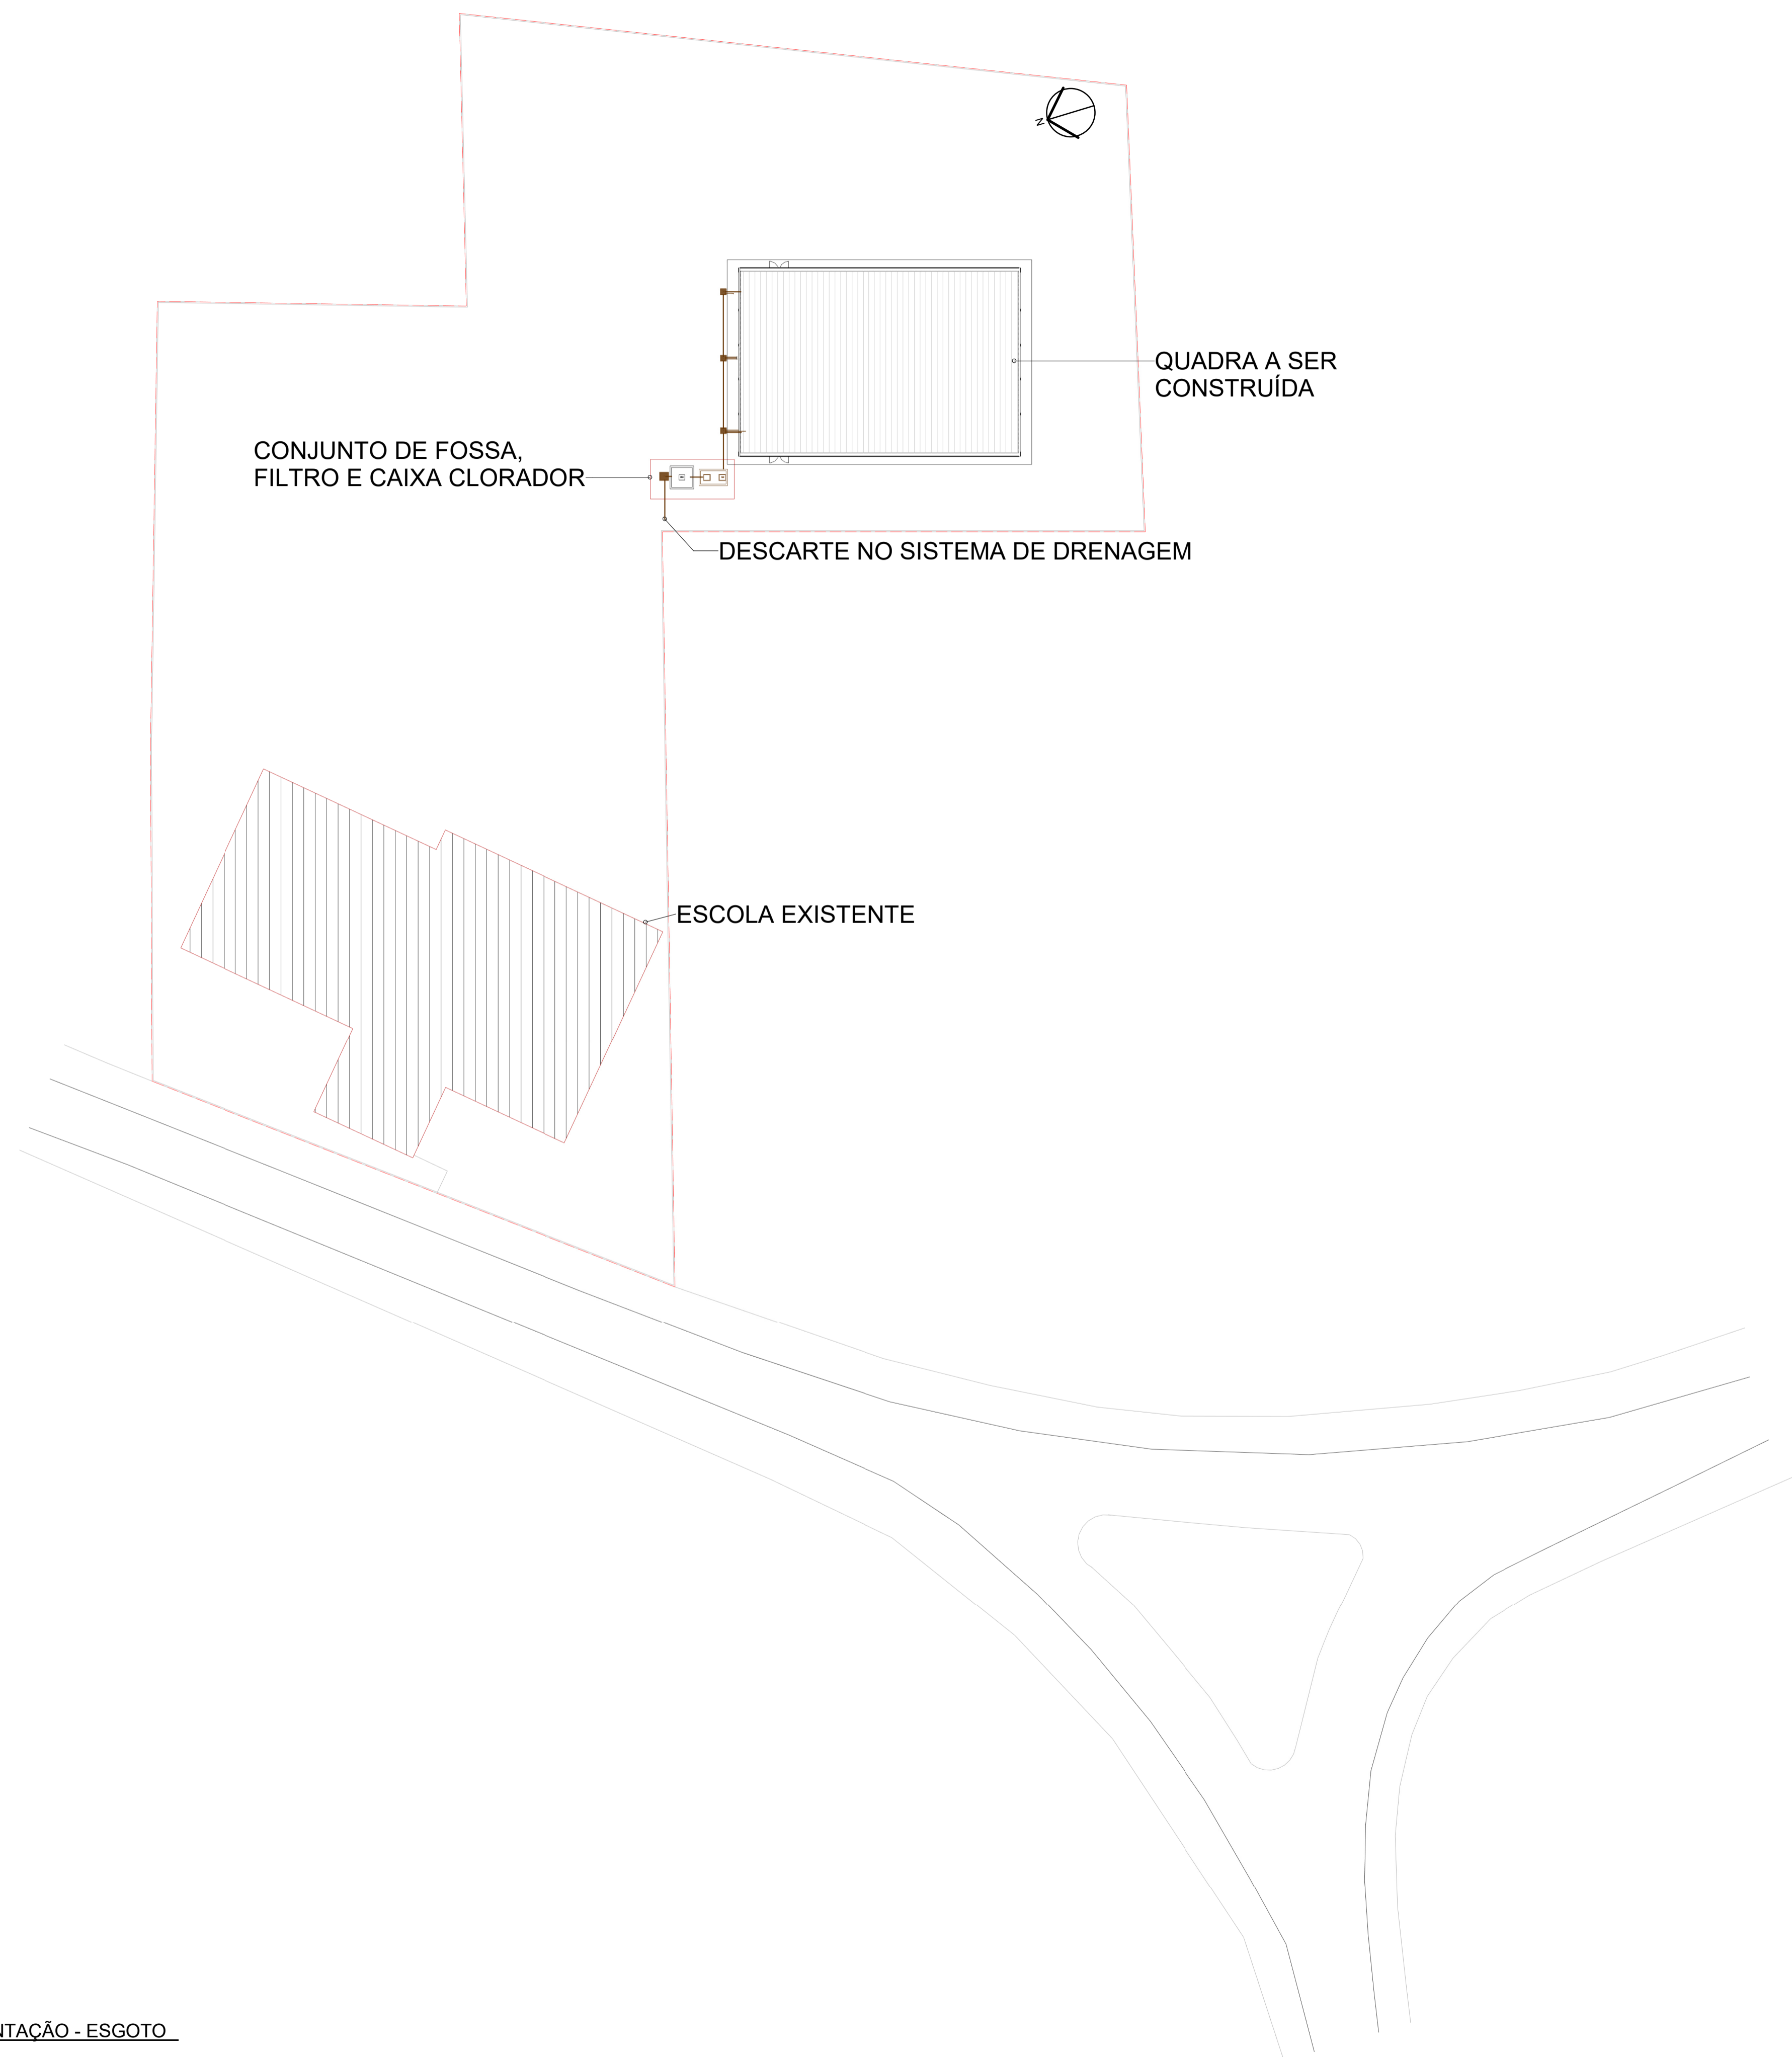 N
QUADRA A SER
CONSTRUÍDA
CONJUNTO DE FOSSA,
FILTRO E CAIXA CLORADOR
DESCARTE NO SISTEMA DE DRENAGEM
ESCOLA EXISTENTE
NTAÇÃO - ESGOTO